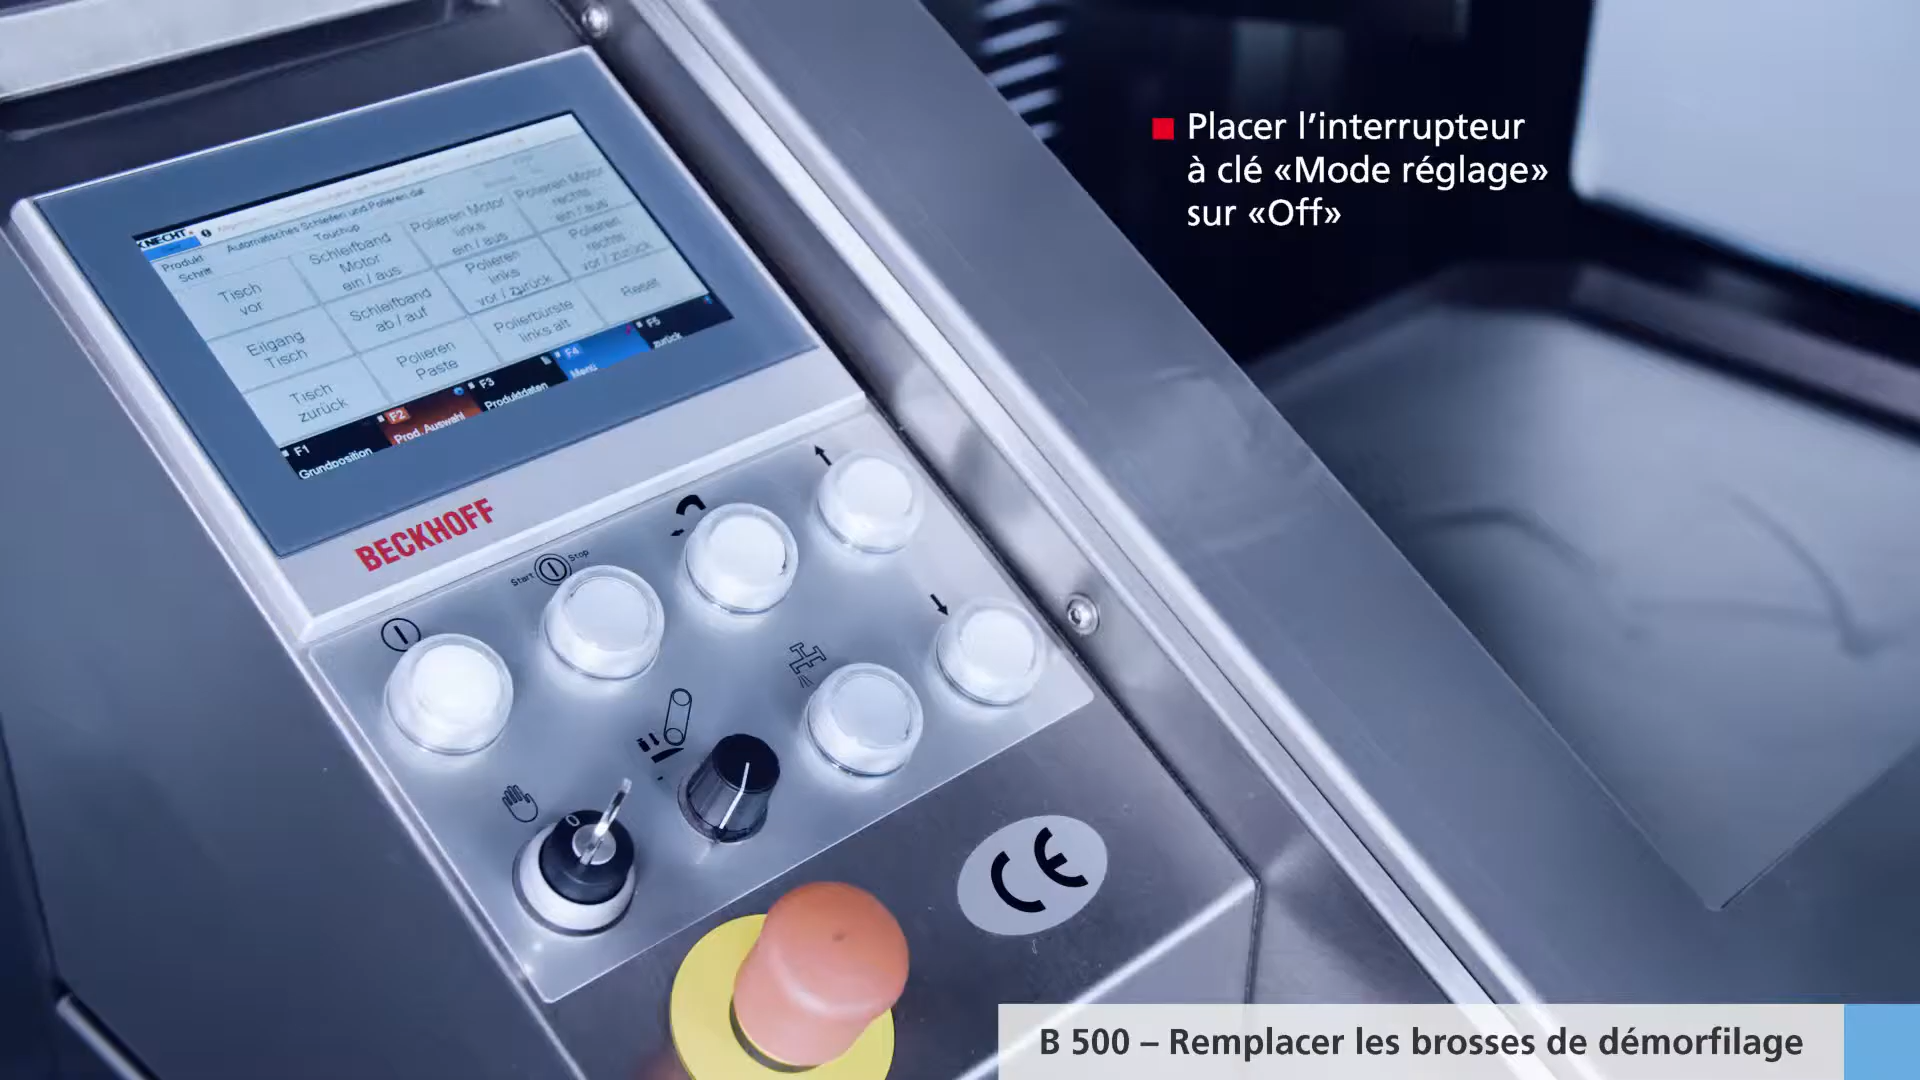 Placer l’interrupteur
à clé «Mode réglage»
sur «Off»
KNECHT
Automatisches Schleifen und Polieren
Produkt
Schritt
Touchup
Tisch
vor
Schleifband
Motor
ein / aus
Polieren Motor
links
ein / aus
Polieren Motor
rechts
ein / aus
Eilgang
Tisch
Schleifband
ab / auf
Polieren
links
vor / zurück
Polieren
rechts
vor / zurück
Tisch
zurück
Polieren
Paste
Polierbürste
links alt
Reset
F1
Grundposition
F2
Prod. Auswahl
F3
Produktdaten
F4
Menü
F5
zurück
BECKHOFF
Start
Stop
0
CE
B 500 – Remplacer les brosses de démorfilage